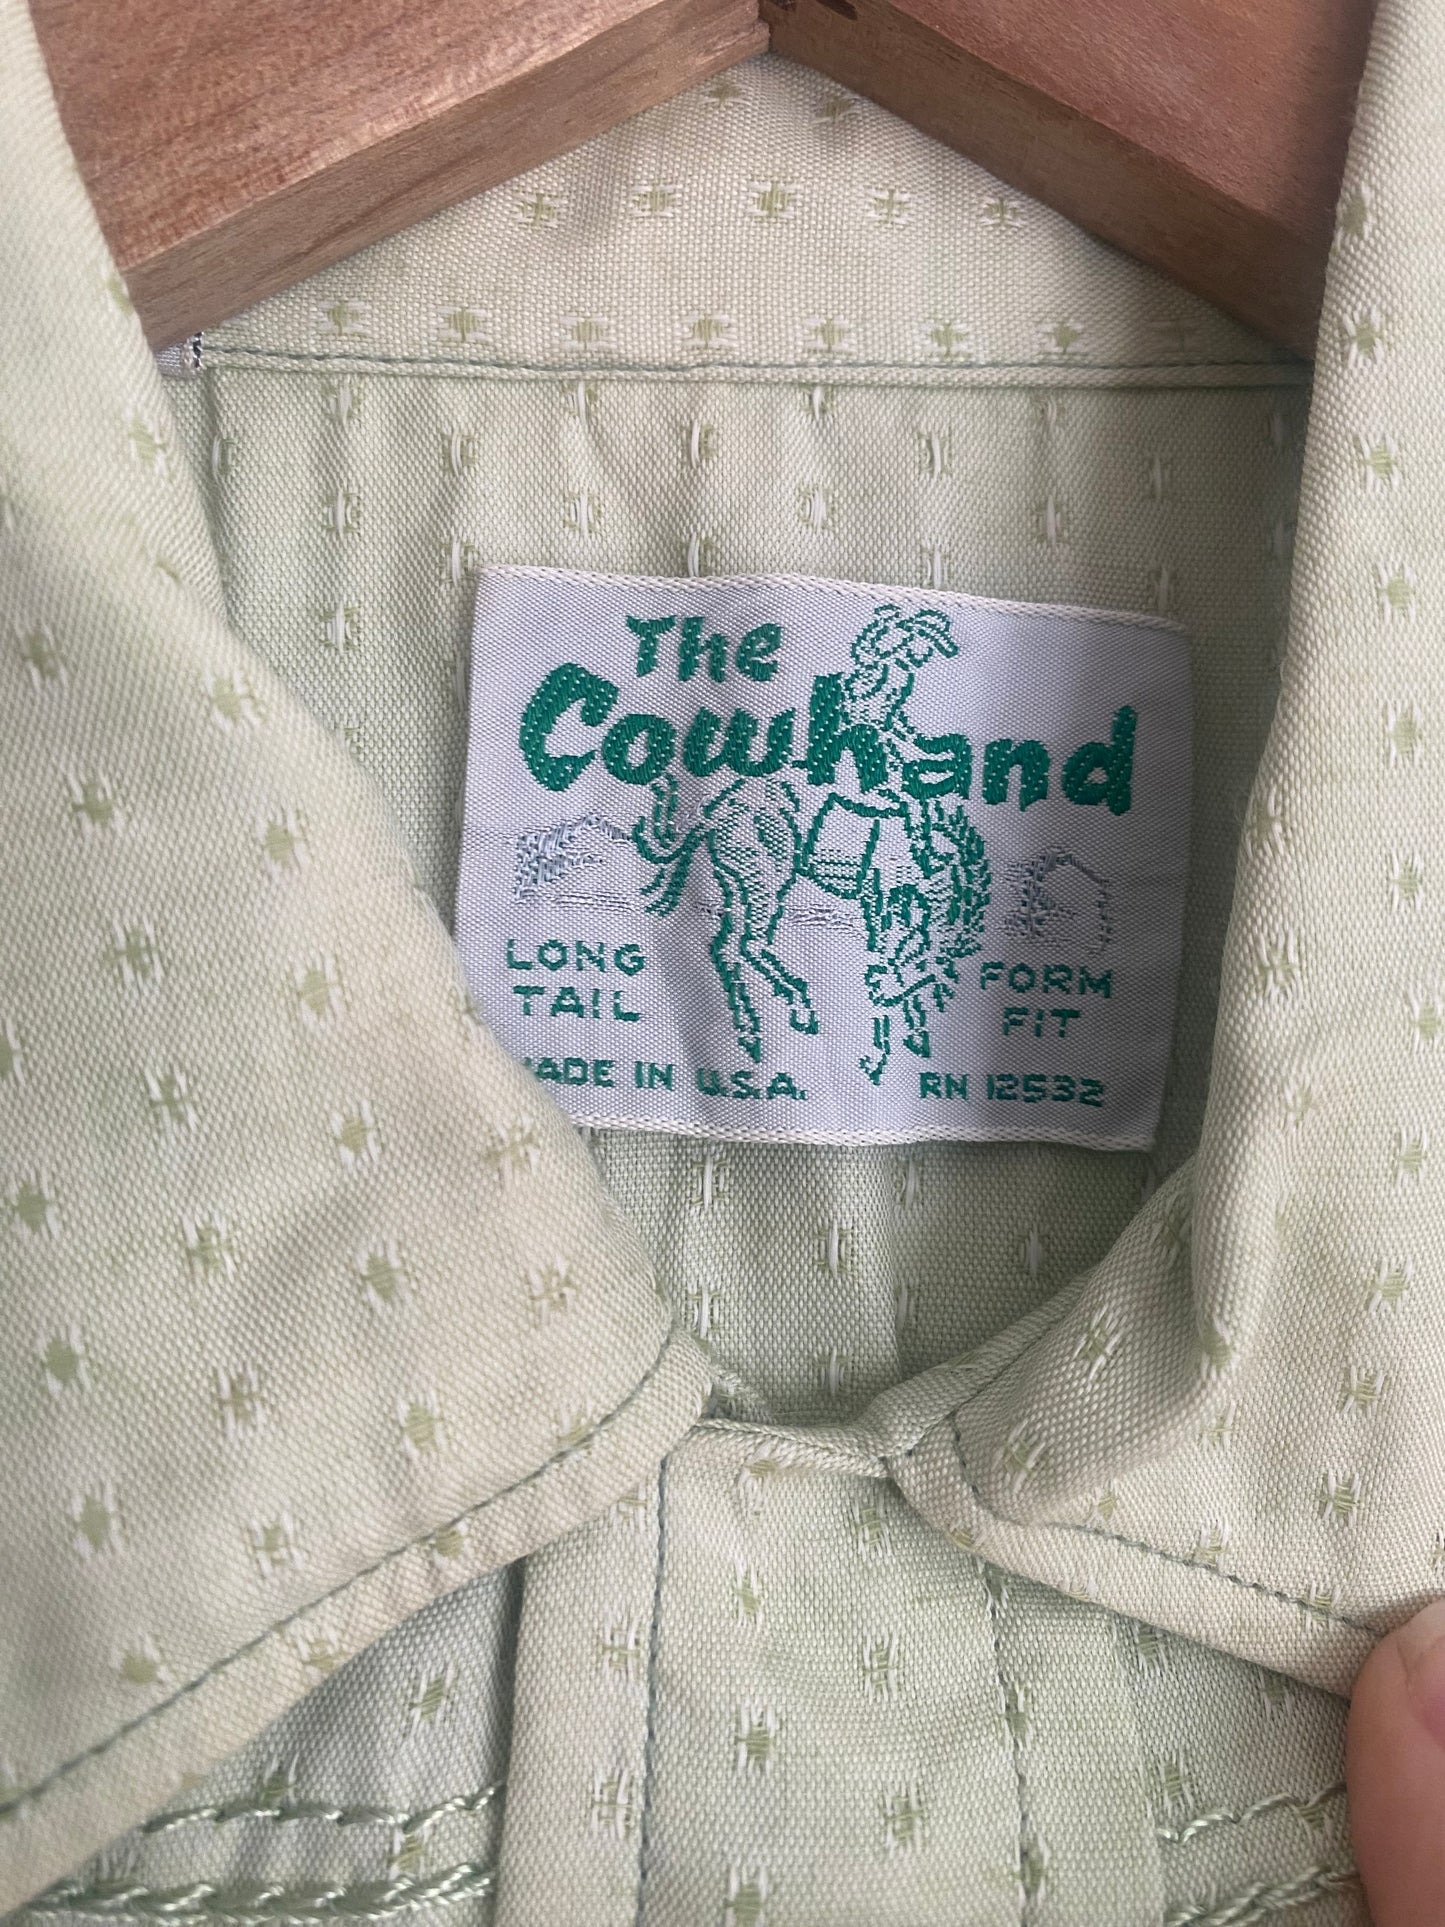 The
Cowhand
LONG TAIL
FORM FIT
MADE IN U.S.A.
RN 12532